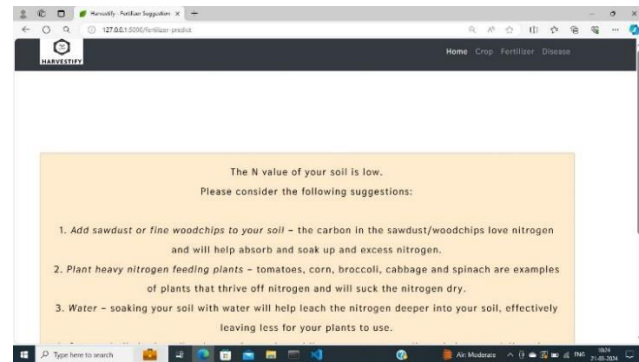 Harvestify - Fertilizer Suggestion
127.0.0.1:5000/fertilizer-predict
HARVESTIFY
Home Crop Fertilizer Disease
The N value of your soil is low.
Please consider the following suggestions:
1. Add sawdust or fine woodchips to your soil – the carbon in the sawdust/woodchips love nitrogen
and will help absorb and soak up and excess nitrogen.
2. Plant heavy nitrogen feeding plants – tomatoes, corn, broccoli, cabbage and spinach are examples
of plants that thrive off nitrogen and will suck the nitrogen dry.
3. Water – soaking your soil with water will help leach the nitrogen deeper into your soil, effectively
leaving less for your plants to use.
Type here to search
Air: Moderate
ENG
21-05-2024